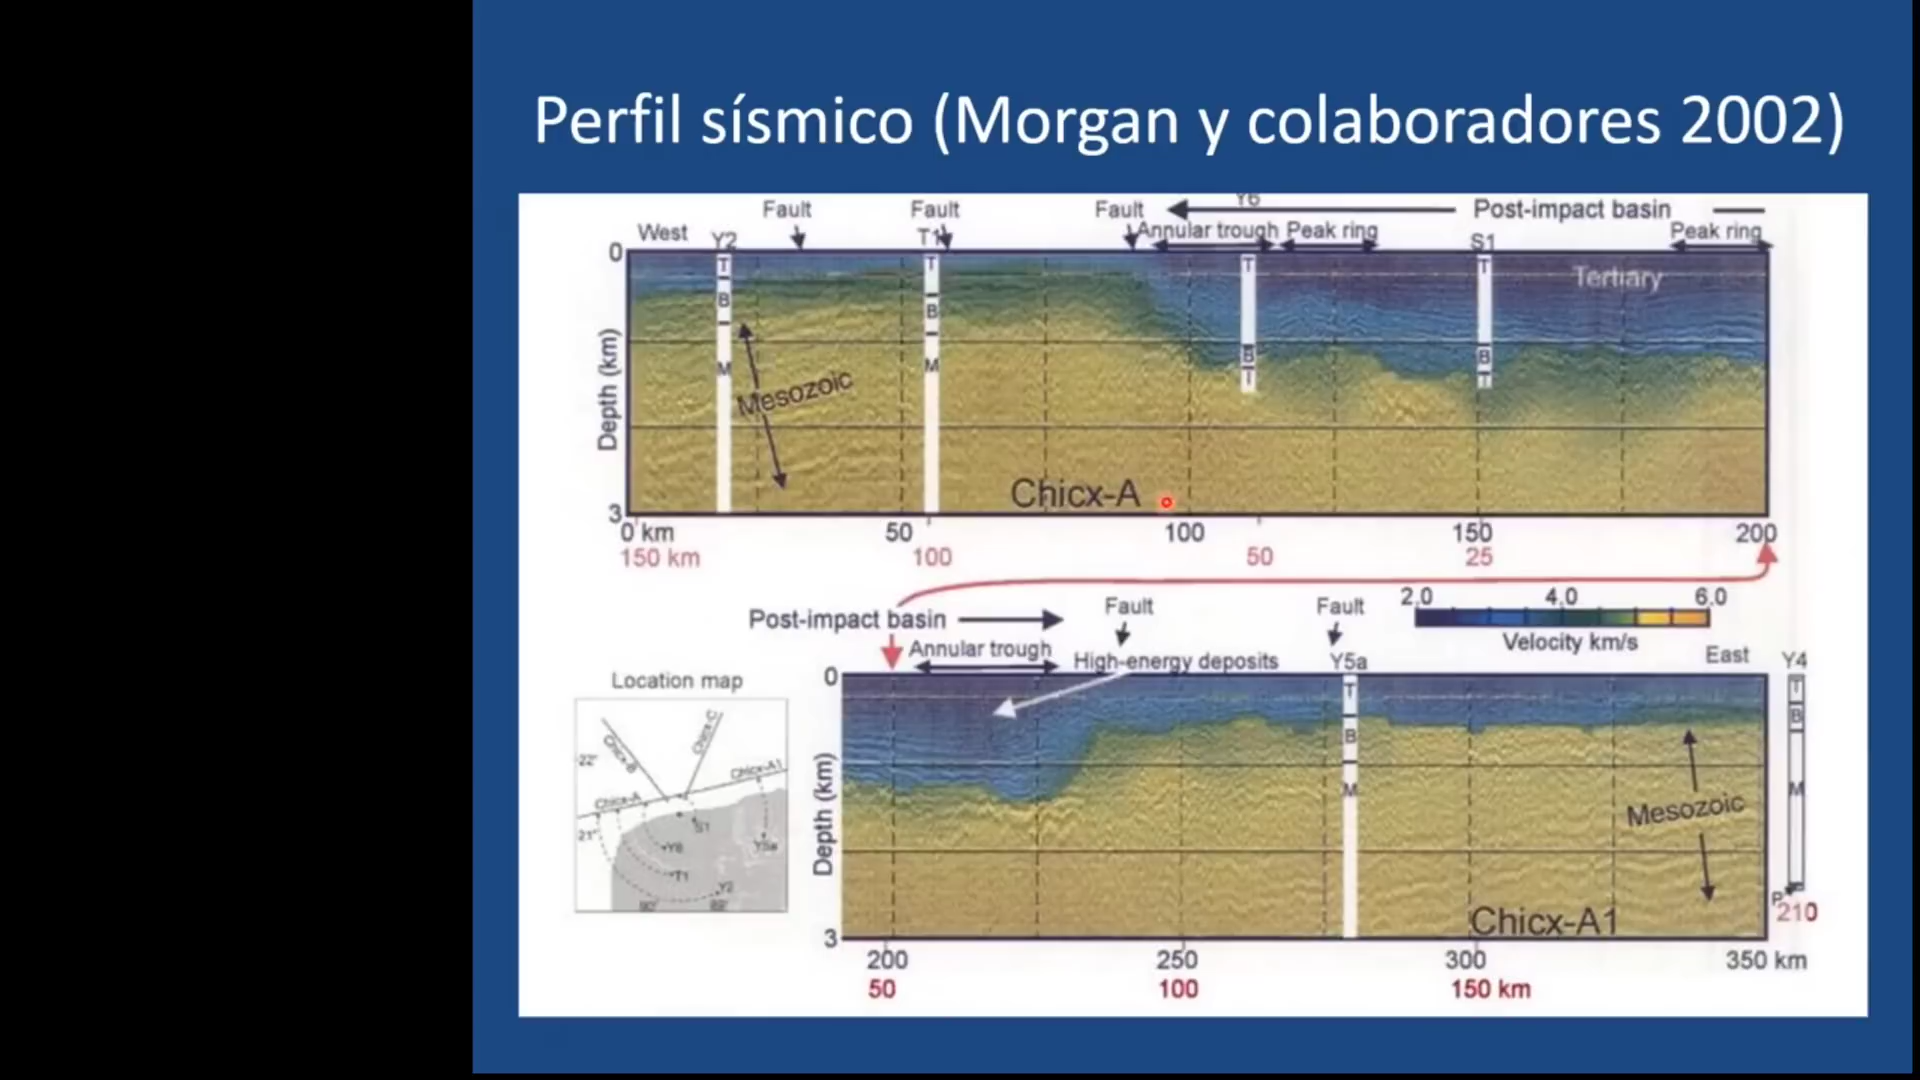 Perfil sísmico (Morgan y colaboradores 2002)
Fault Fault Fault Y6 Post-impact basin
West Y2 T1 Annular trough Peak ring S1 Peak ring
0
T T T T Tertiary
B B
Mesozoic
M M B B
T T
Depth (km)
Chicx-A
3
0 km 50 100 150 200
150 km 100 50 25
Post-impact basin Fault Fault 2.0 4.0 6.0
Velocity km/s
Annular trough High-energy deposits Y5a East Y4
0
T T
B B
M M
Mesozoic
Depth (km)
Chicx-A1
P
210
3
200 250 300 350 km
50 100 150 km
Location map
Chicx-B Chicx-C
22°
Chicx-A Chicx-A1
21°
S1
Y6 Y5a
T1
Y2
90° 89°